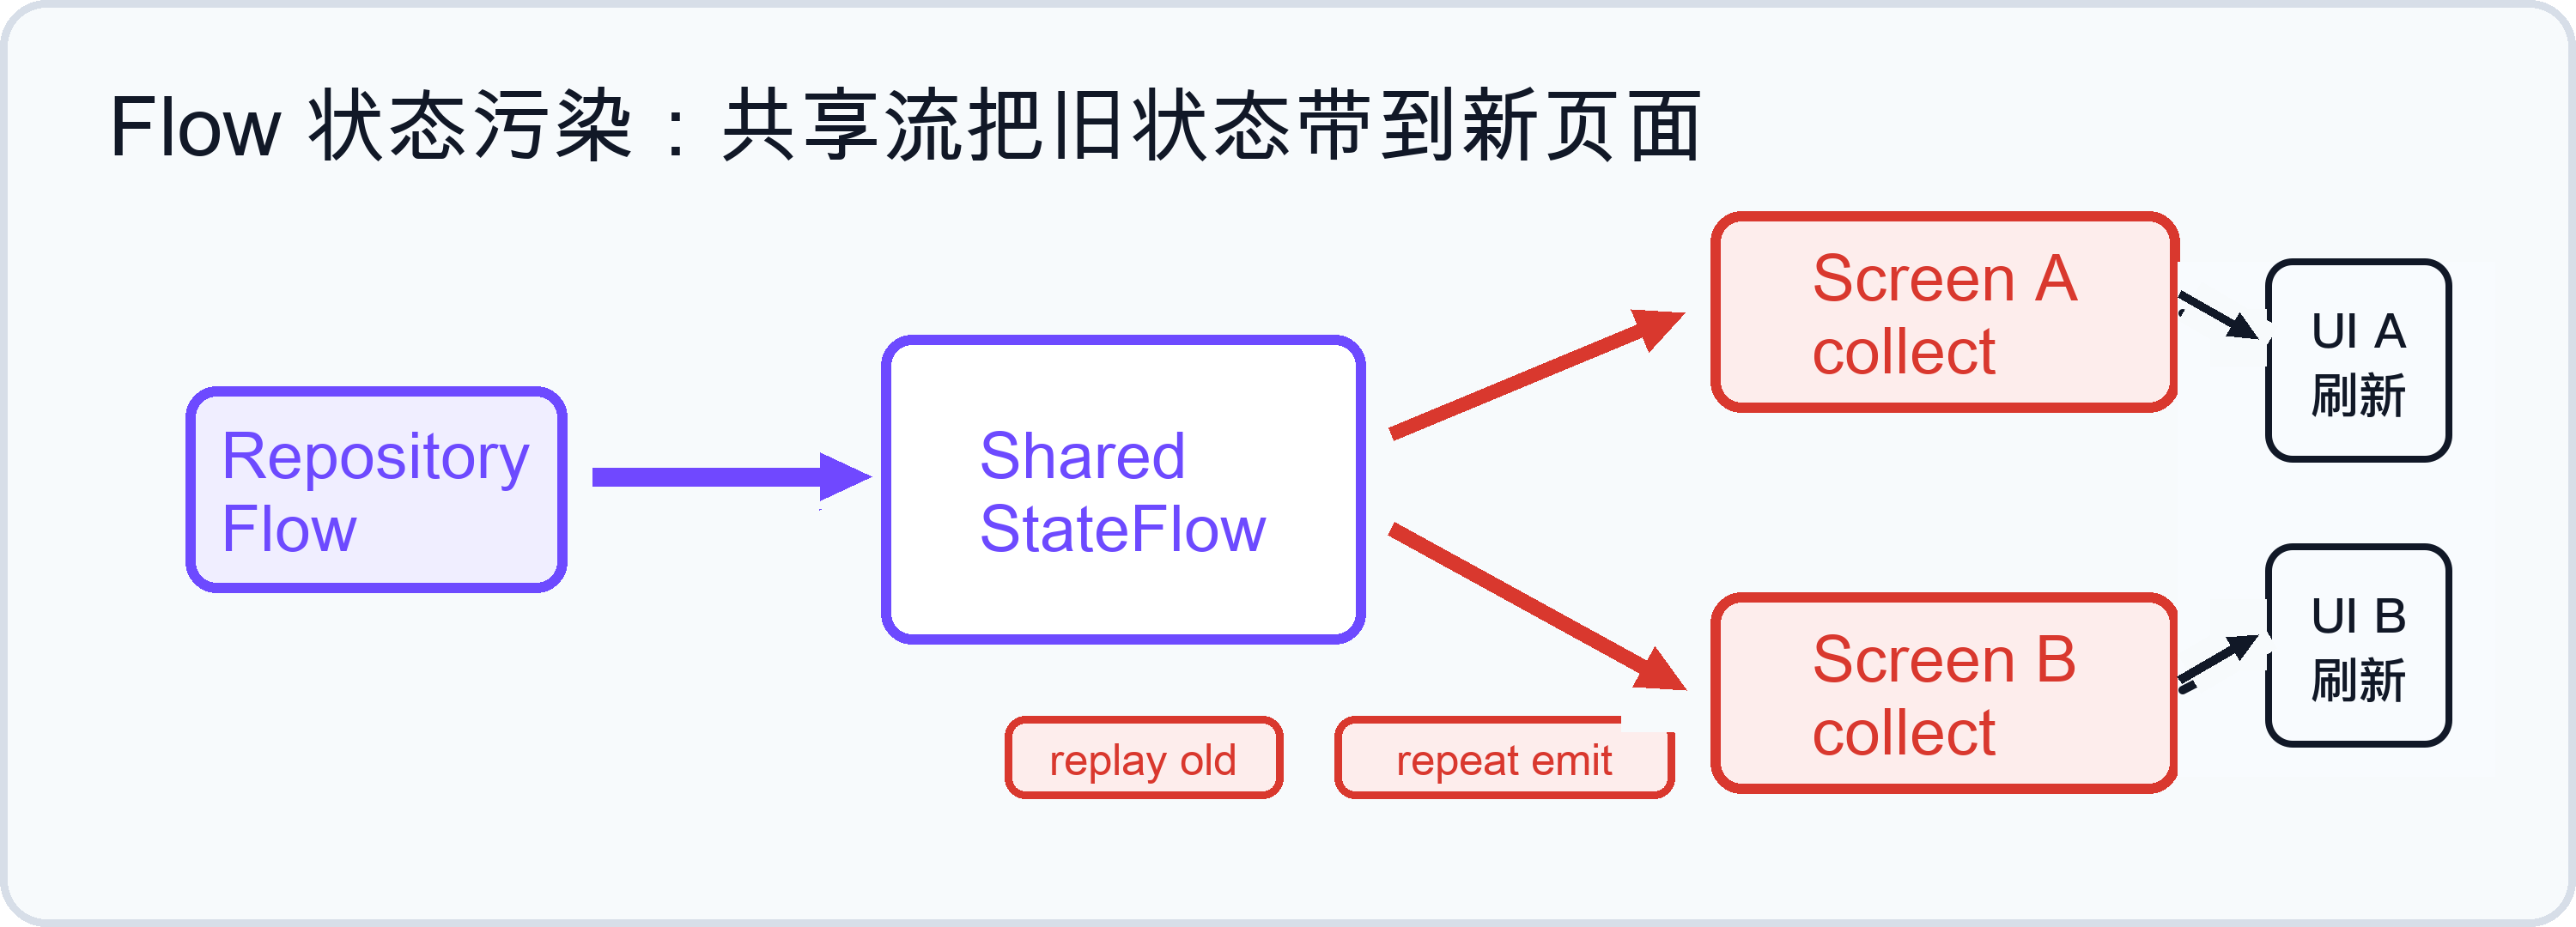 Flow 状态污染：共享流把旧状态带到新页面
Repository
Flow
Shared
StateFlow
Screen A
collect
UI A
刷新
Screen B
collect
UI B
刷新
replay old
repeat emit